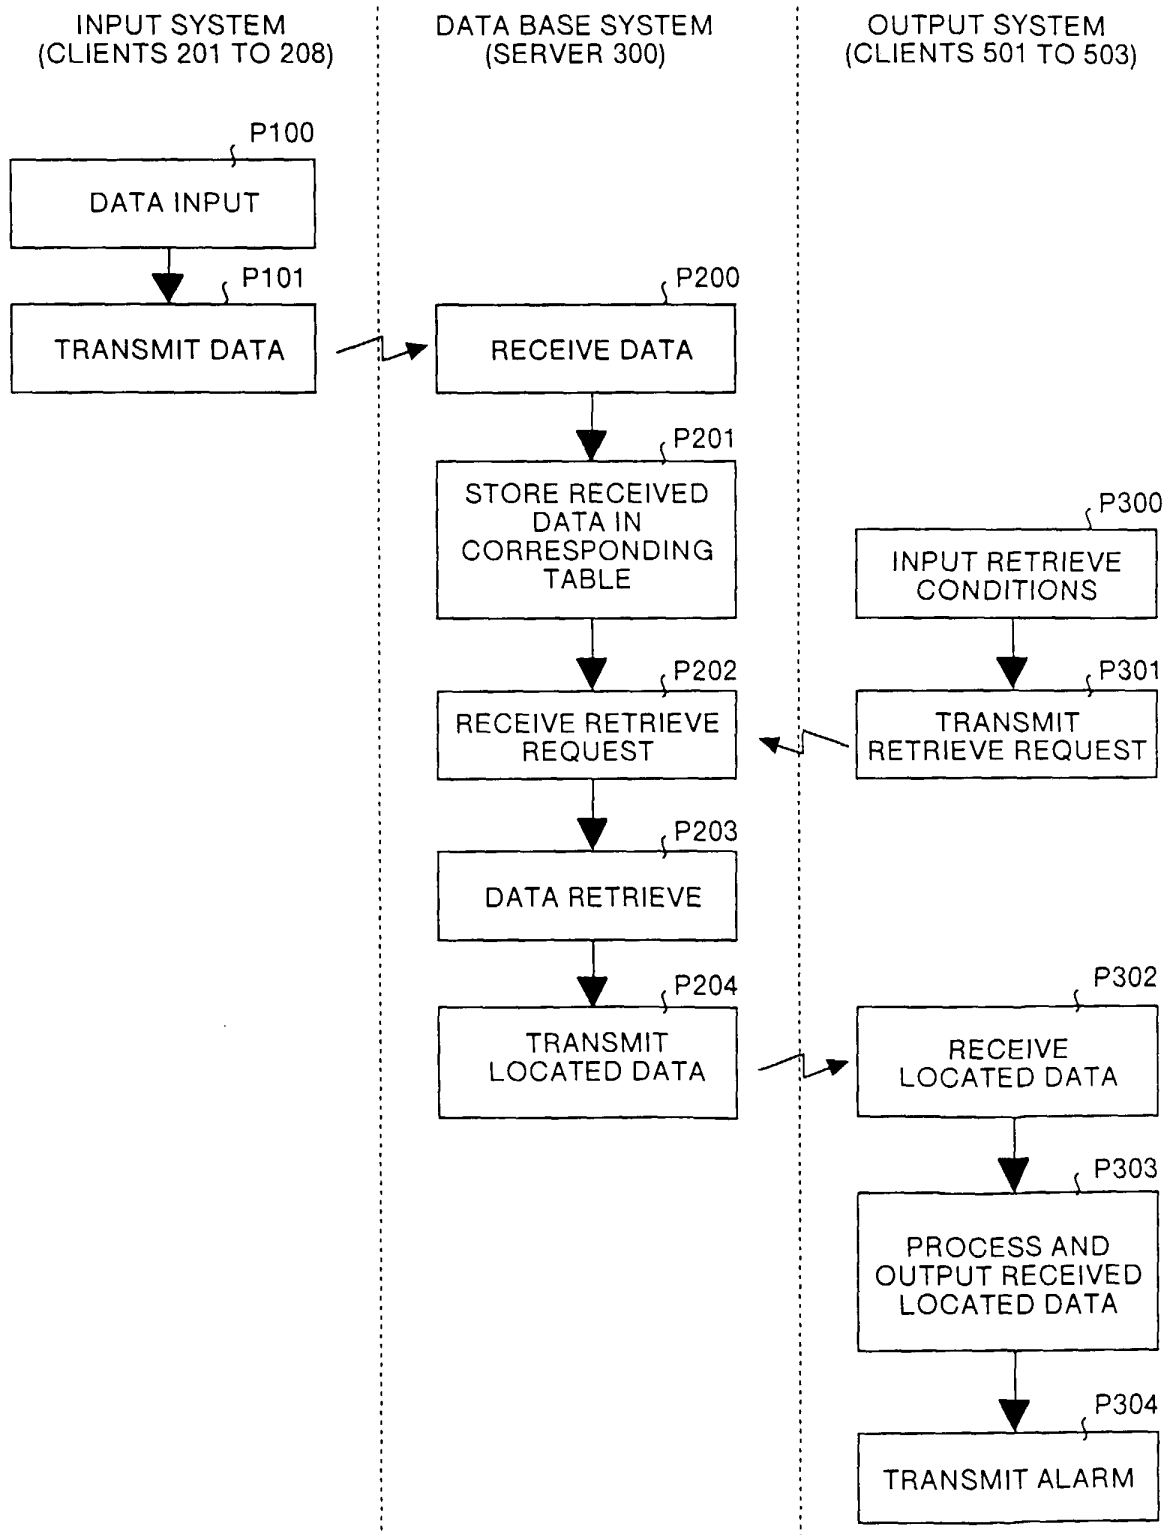 INPUT SYSTEM
(CLIENTS 201 TO 208)
DATA BASE SYSTEM
(SERVER 300)
OUTPUT SYSTEM
(CLIENTS 501 TO 503)
P100
DATA INPUT
P101
TRANSMIT DATA
P200
RECEIVE DATA
P201
STORE RECEIVED
DATA IN
CORRESPONDING
TABLE
P300
INPUT RETRIEVE
CONDITIONS
P202
RECEIVE RETRIEVE
REQUEST
P301
TRANSMIT
RETRIEVE REQUEST
P203
DATA RETRIEVE
P204
TRANSMIT
LOCATED DATA
P302
RECEIVE
LOCATED DATA
P303
PROCESS AND
OUTPUT RECEIVED
LOCATED DATA
P304
TRANSMIT ALARM